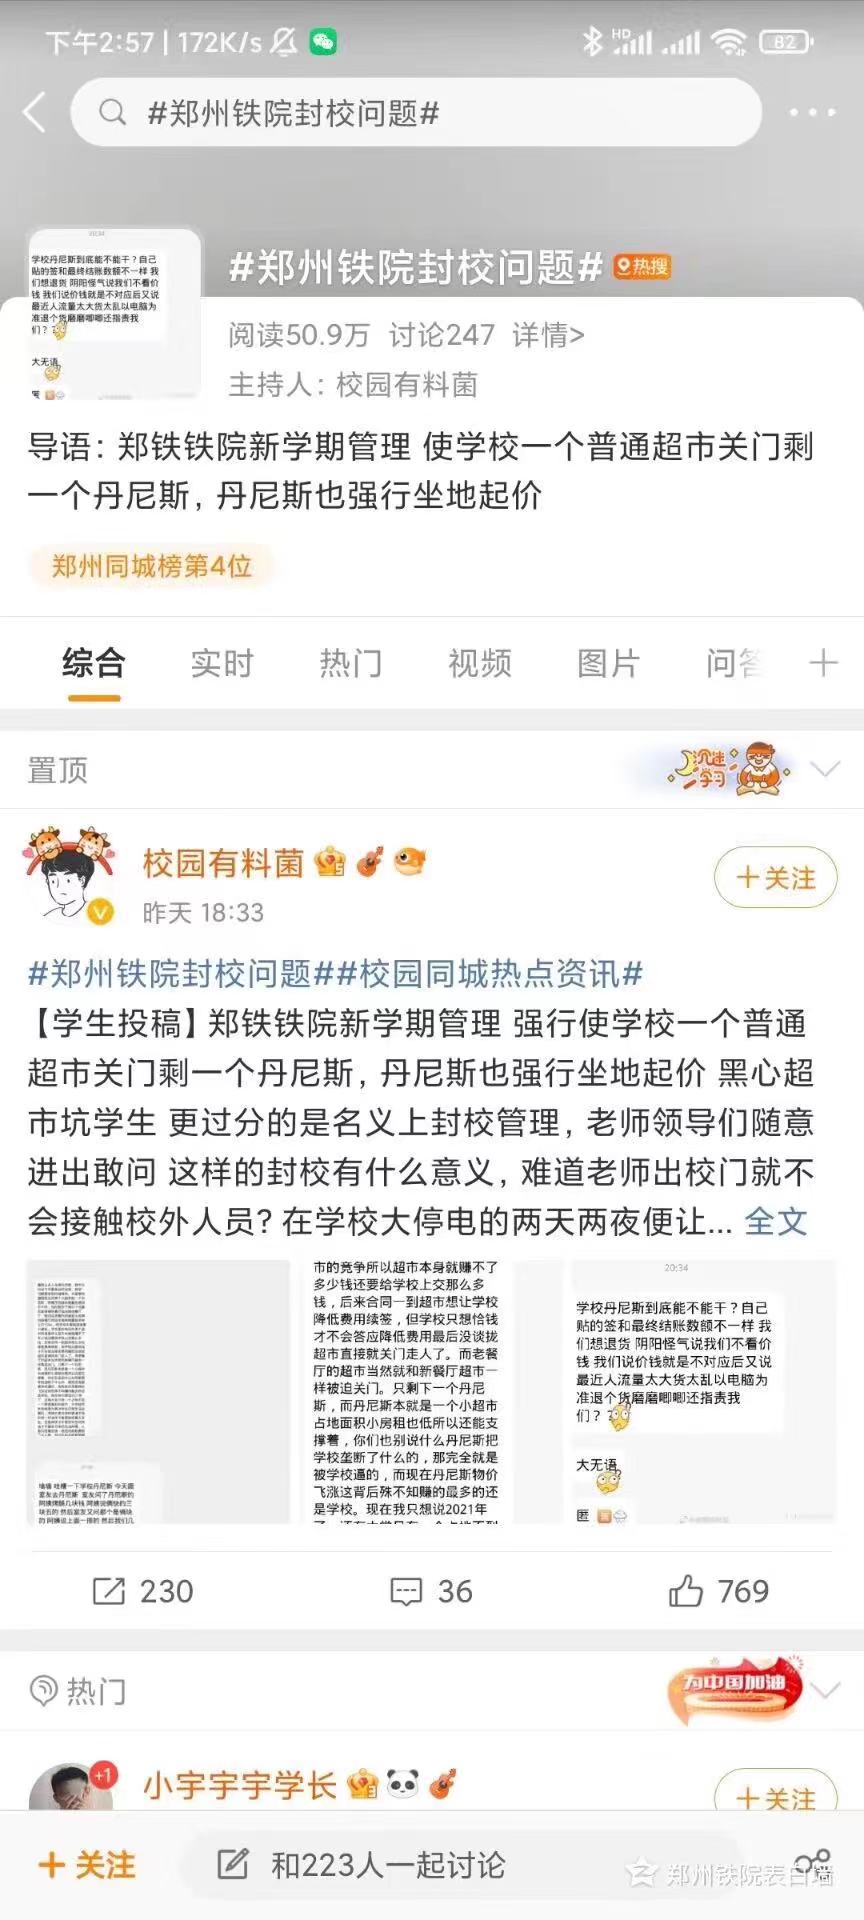 下午2:57 | 172K/s
HD
82
#郑州铁院封校问题#
20:34
学校丹尼斯到底能不能干？自己
贴的签和最终结账数额不一样 我
们想退货 阴阳怪气说我们不看价
钱 我们说价钱就是不对应后又说
最近人流量太大货太乱以电脑为
准退个货磨磨唧唧还指责我
们？？
大无语
匿
#郑州铁院封校问题#
热搜
阅读50.9万 讨论247 详情>
主持人：校园有料菌
导语：郑铁铁院新学期管理 使学校一个普通超市关门剩
一个丹尼斯，丹尼斯也强行坐地起价
郑州同城榜第4位
综合 实时 热门 视频 图片 问答
置顶
沉迷
学习
校园有料菌
昨天 18:33
＋关注
#郑州铁院封校问题##校园同城热点资讯#
【学生投稿】郑铁铁院新学期管理 强行使学校一个普通
超市关门剩一个丹尼斯，丹尼斯也强行坐地起价 黑心超
市坑学生 更过分的是名义上封校管理，老师领导们随意
进出敢问 这样的封校有什么意义，难道老师出校门就不
会接触校外人员？在学校大停电的两天两夜便让... 全文
墙墙 吐槽一下学校丹尼斯 今天跟
市的竞争所以超市本身就赚不了
多少钱还要给学校上交那么多
钱，后来合同一到超市想让学校
降低费用续签，但学校只想恰钱
才不会答应降低费用最后没谈拢
超市直接就关门走人了。而老餐
厅的超市当然就和新餐厅超市一
样被迫关门。只剩下一个丹尼
斯，而丹尼斯本就是一个小超市
占地面积小房租也低所以还能支
撑着，你们也别说什么丹尼斯把
学校垄断了什么的，那完全就是
被学校逼的，而现在丹尼斯物价
飞涨这背后殊不知赚的最多的还
是学校。现在我只想说2021年
20:34
学校丹尼斯到底能不能干？自己
贴的签和最终结账数额不一样 我
们想退货 阴阳怪气说我们不看价
钱 我们说价钱就是不对应后又说
最近人流量太大货太乱以电脑为
准退个货磨磨唧唧还指责我
们？？
大无语
匿
230
36
769
热门
为中国加油
+1
小宇宇宇学长
＋关注
＋关注
和223人一起讨论
郑州铁院表白墙